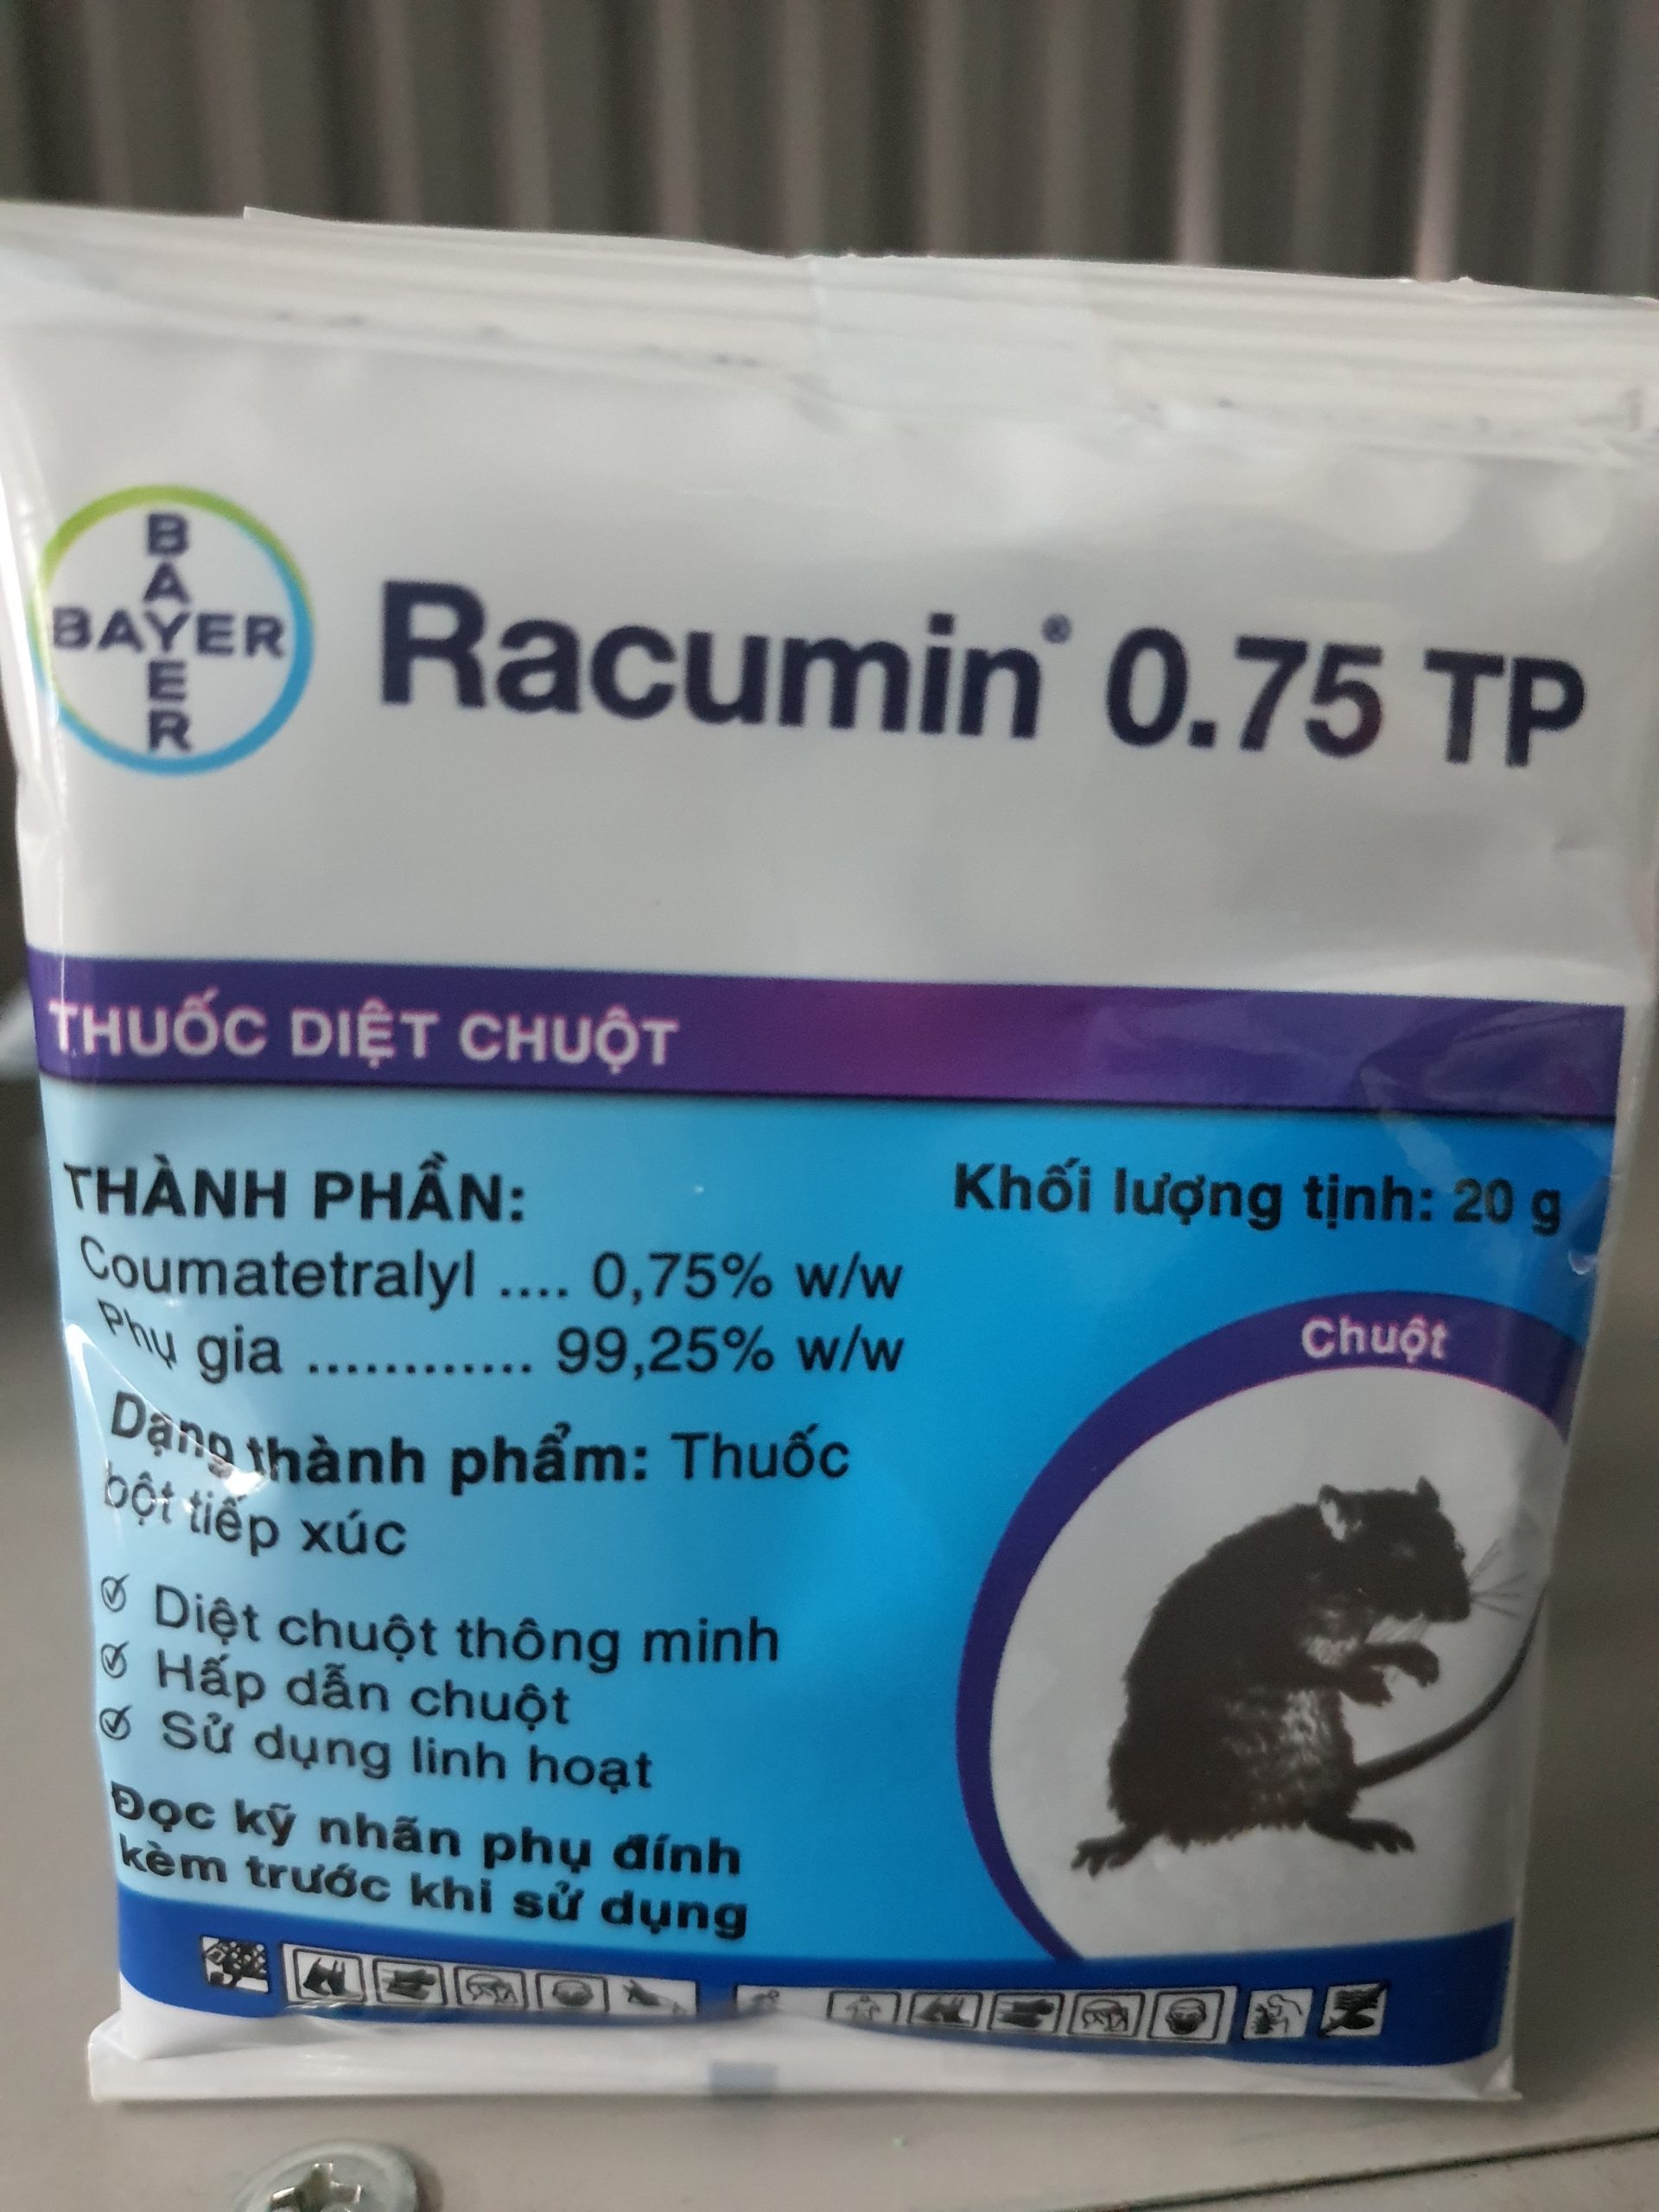 BAYER
BAYER
Racumin® 0.75 TP
THUỐC DIỆT CHUỘT
THÀNH PHẦN:
Khối lượng tịnh: 20 g
Coumatetralyl .... 0,75% w/w
Phụ gia ............ 99,25% w/w
Chuột
Dạng thành phẩm: Thuốc
bột tiếp xúc
Diệt chuột thông minh
Hấp dẫn chuột
Sử dụng linh hoạt
Đọc kỹ nhãn phụ đính
kèm trước khi sử dụng